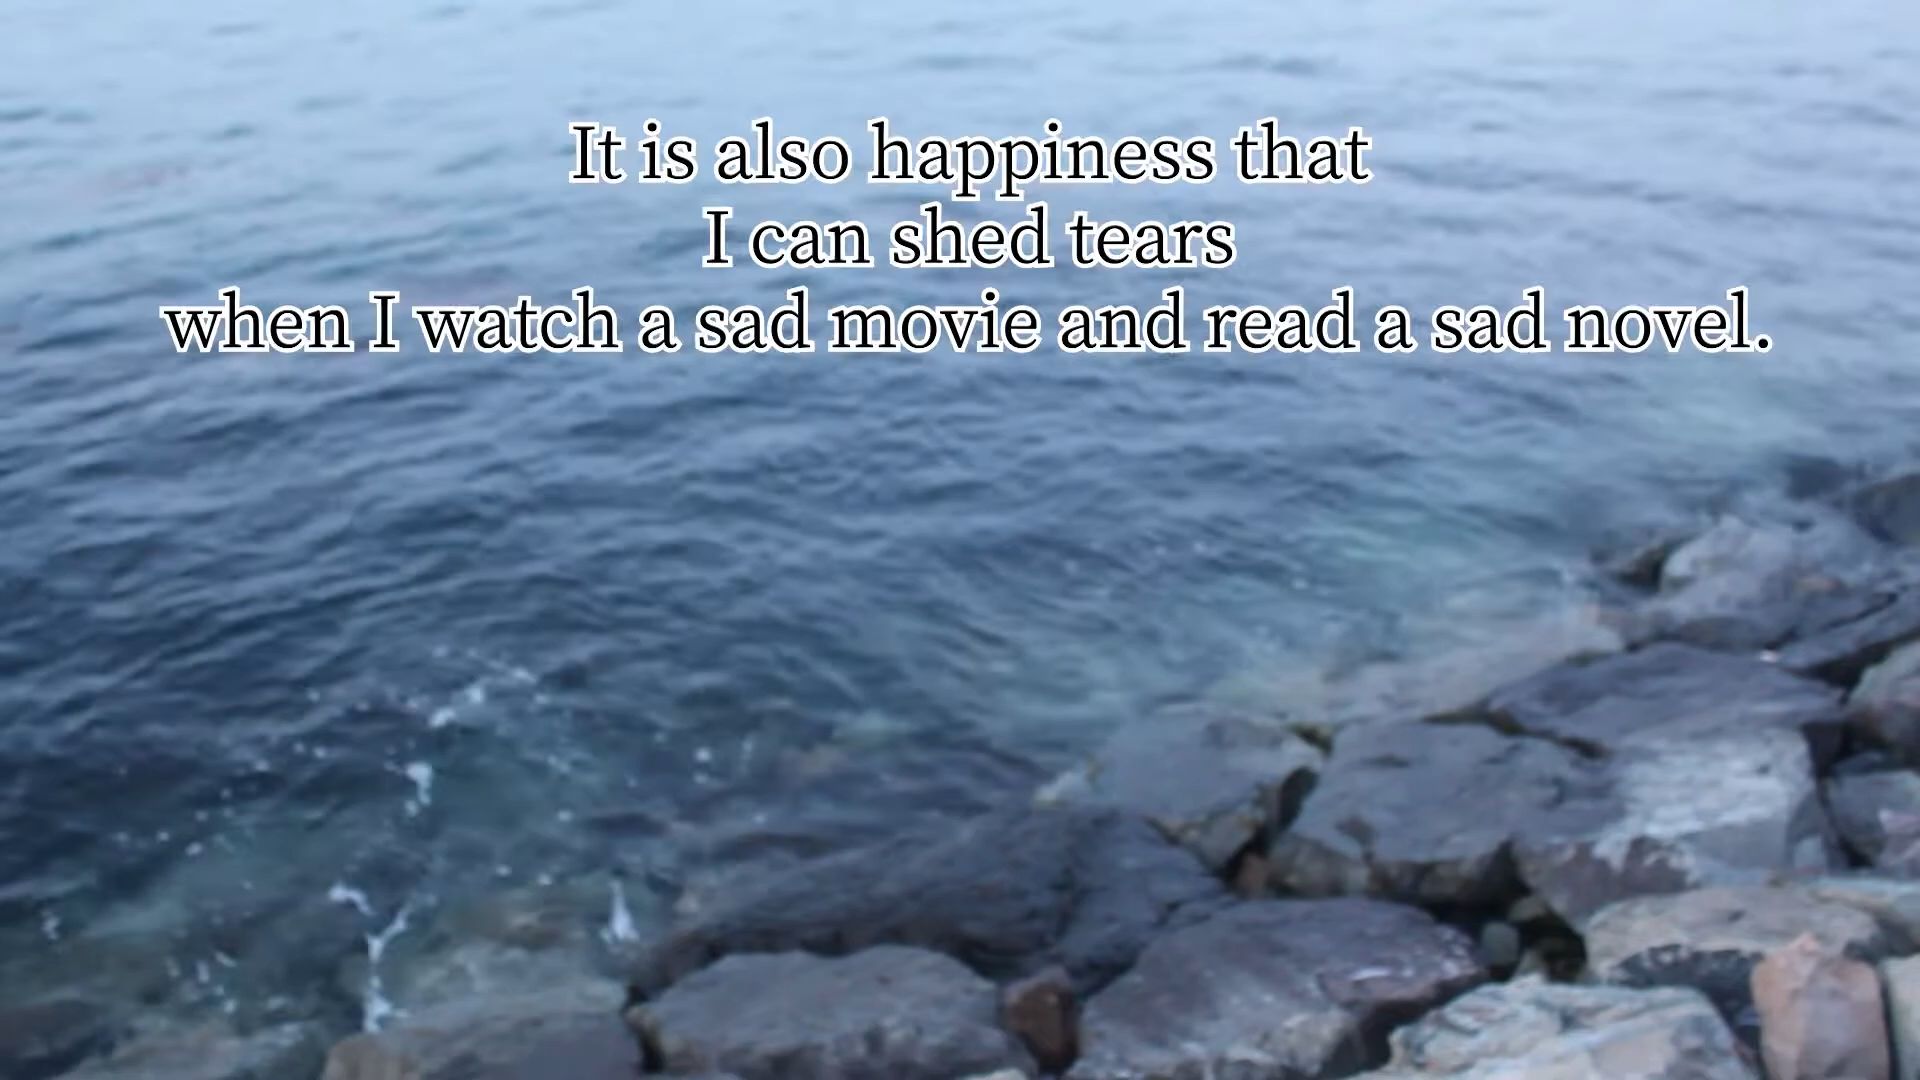 It is also happiness that
I can shed tears
when I watch a sad movie and read a sad novel.